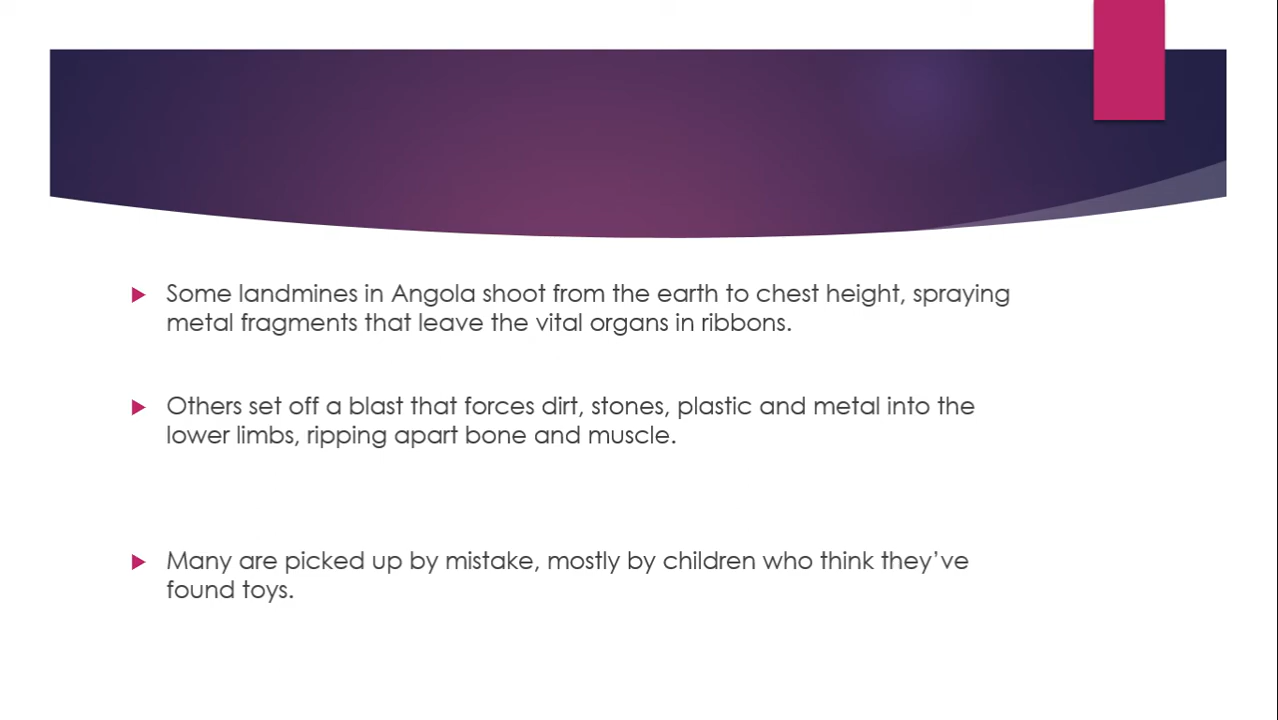 Some landmines in Angola shoot from the earth to chest height, spraying
metal fragments that leave the vital organs in ribbons.
Others set off a blast that forces dirt, stones, plastic and metal into the
lower limbs, ripping apart bone and muscle.
Many are picked up by mistake, mostly by children who think they’ve
found toys.